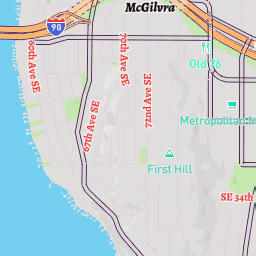 McGilvra
90
60th Ave SE
70th Ave SE
Old 76
67th Ave SE
72nd Ave SE
Metropolitan M
First Hill
SE 34th